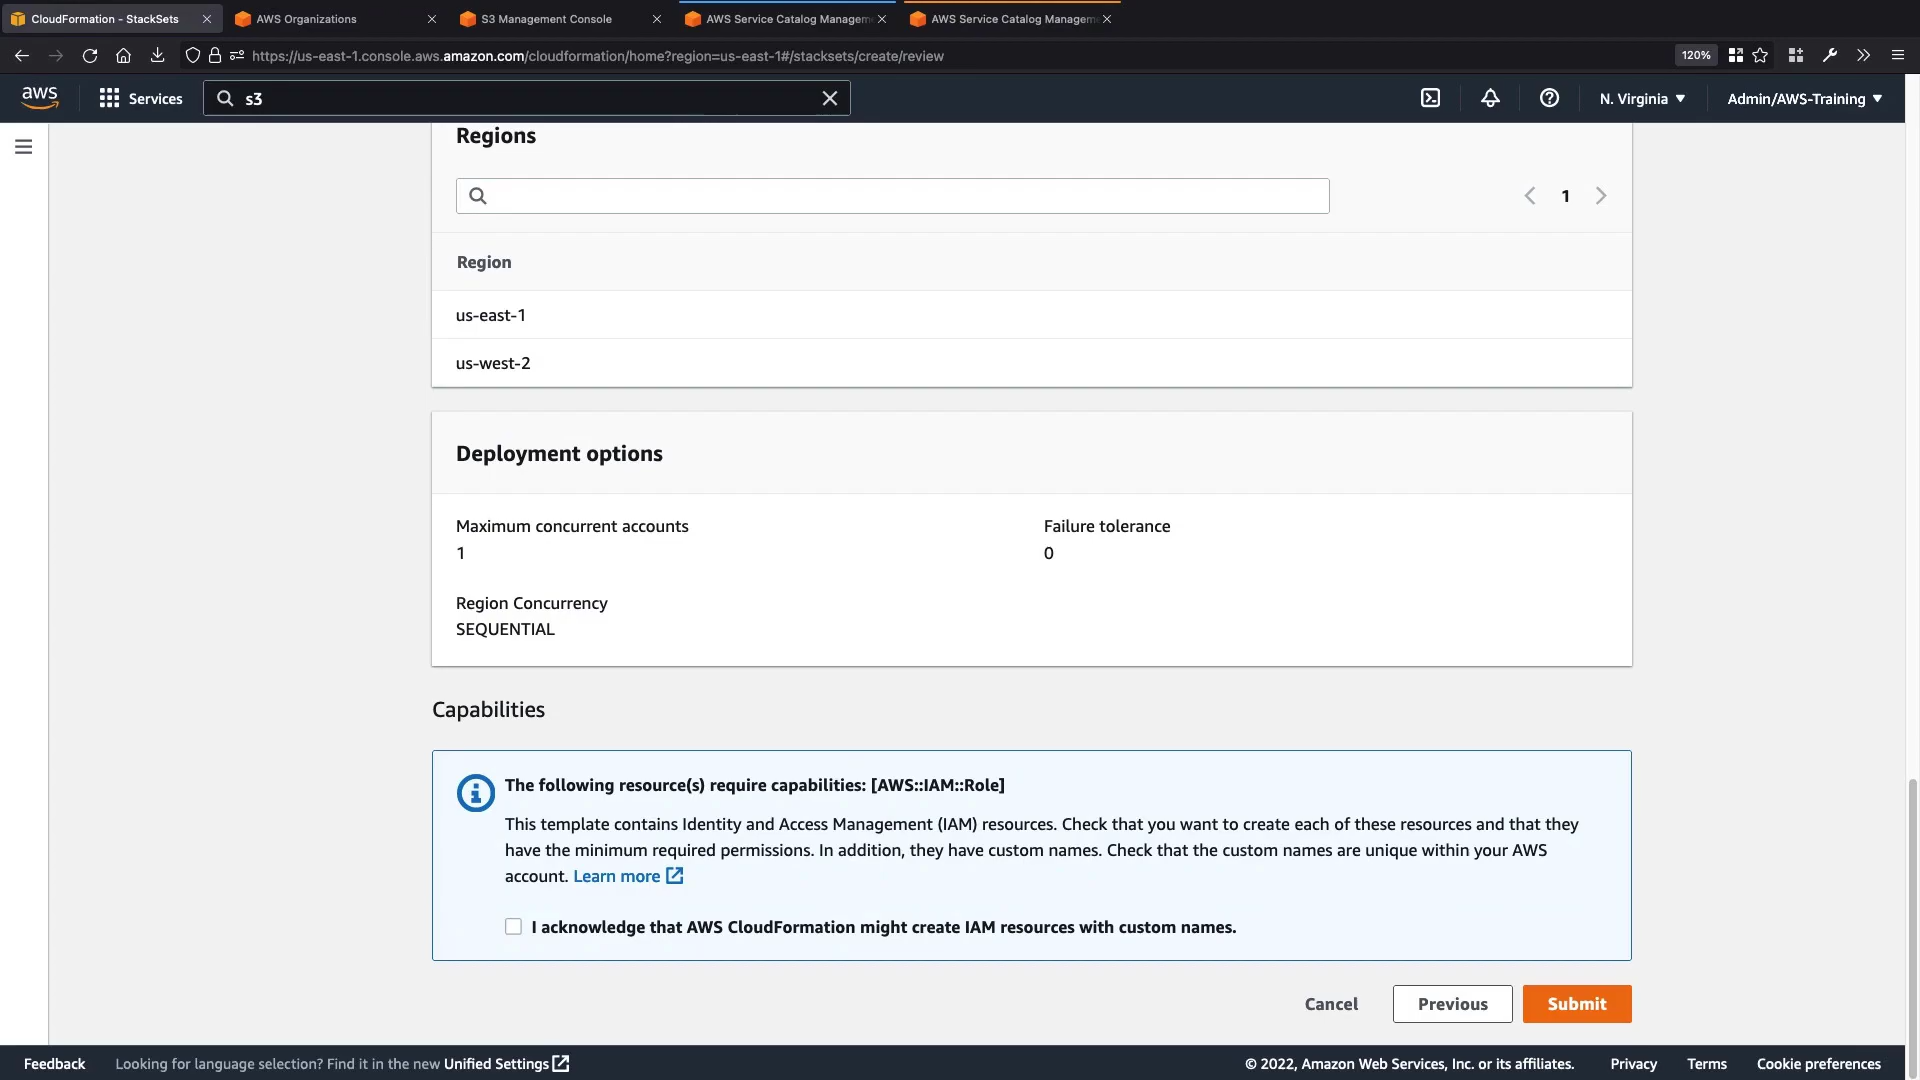 CloudFormation - StackSets
AWS Organizations
S3 Management Console
AWS Service Catalog Managem
AWS Service Catalog Managem
https://us-east-1.console.aws.amazon.com/cloudformation/home?region=us-east-1#/stacksets/create/review
120%
aws
Services
s3
N. Virginia
Admin/AWS-Training
Regions
1
Region
us-east-1
us-west-2
Deployment options
Maximum concurrent accounts
1
Failure tolerance
0
Region Concurrency
SEQUENTIAL
Capabilities
The following resource(s) require capabilities: [AWS::IAM::Role]
This template contains Identity and Access Management (IAM) resources. Check that you want to create each of these resources and that they
have the minimum required permissions. In addition, they have custom names. Check that the custom names are unique within your AWS
account. Learn more
I acknowledge that AWS CloudFormation might create IAM resources with custom names.
Cancel
Previous
Submit
Feedback
Looking for language selection? Find it in the new Unified Settings
© 2022, Amazon Web Services, Inc. or its affiliates.
Privacy
Terms
Cookie preferences